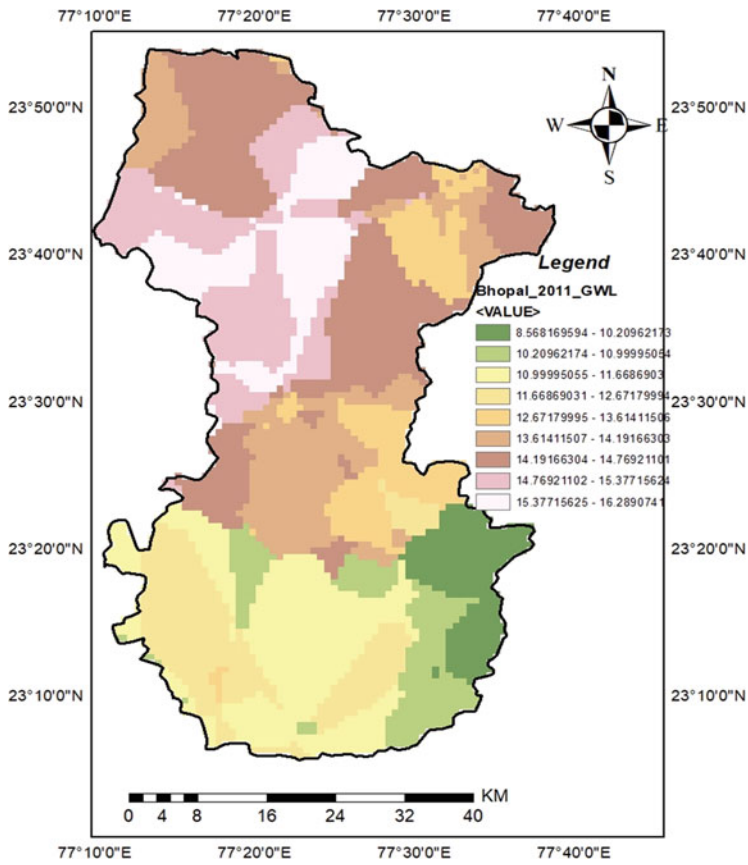 77°10'0"E 77°20'0"E 77°30'0"E 77°40'0"E
23°50'0"N 23°50'0"N
N
W E
S
23°40'0"N 23°40'0"N
Legend
Bhopal_2011_GWL
<VALUE>
8.568169594 - 10.20962173
10.20962174 - 10.99995054
10.99995055 - 11.6686903
11.66869031 - 12.67179994
12.67179995 - 13.61411506
13.61411507 - 14.19166303
14.19166304 - 14.76921101
14.76921102 - 15.37715624
15.37715625 - 16.2890741
23°30'0"N 23°30'0"N
23°20'0"N 23°20'0"N
23°10'0"N 23°10'0"N
KM
0 4 8 16 24 32 40
77°10'0"E 77°20'0"E 77°30'0"E 77°40'0"E